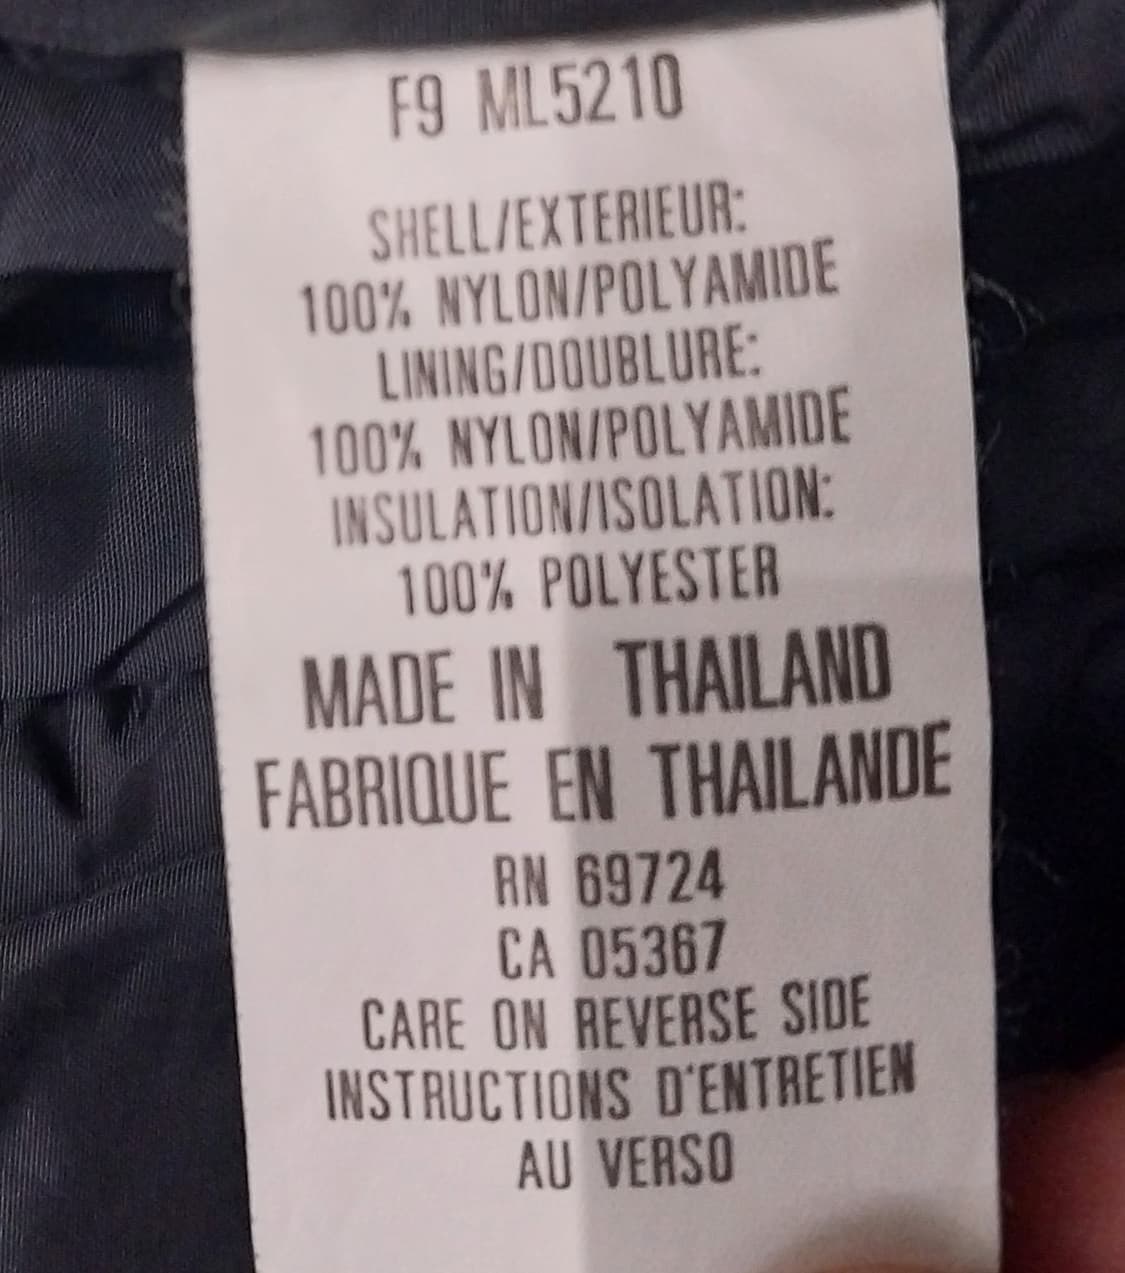 F9 ML5210
SHELL/EXTERIEUR:
100% NYLON/POLYAMIDE
LINING/DOUBLURE:
100% NYLON/POLYAMIDE
INSULATION/ISOLATION:
100% POLYESTER
MADE IN THAILAND
FABRIQUE EN THAILANDE
RN 69724
CA 05367
CARE ON REVERSE SIDE
INSTRUCTIONS D'ENTRETIEN
AU VERSO